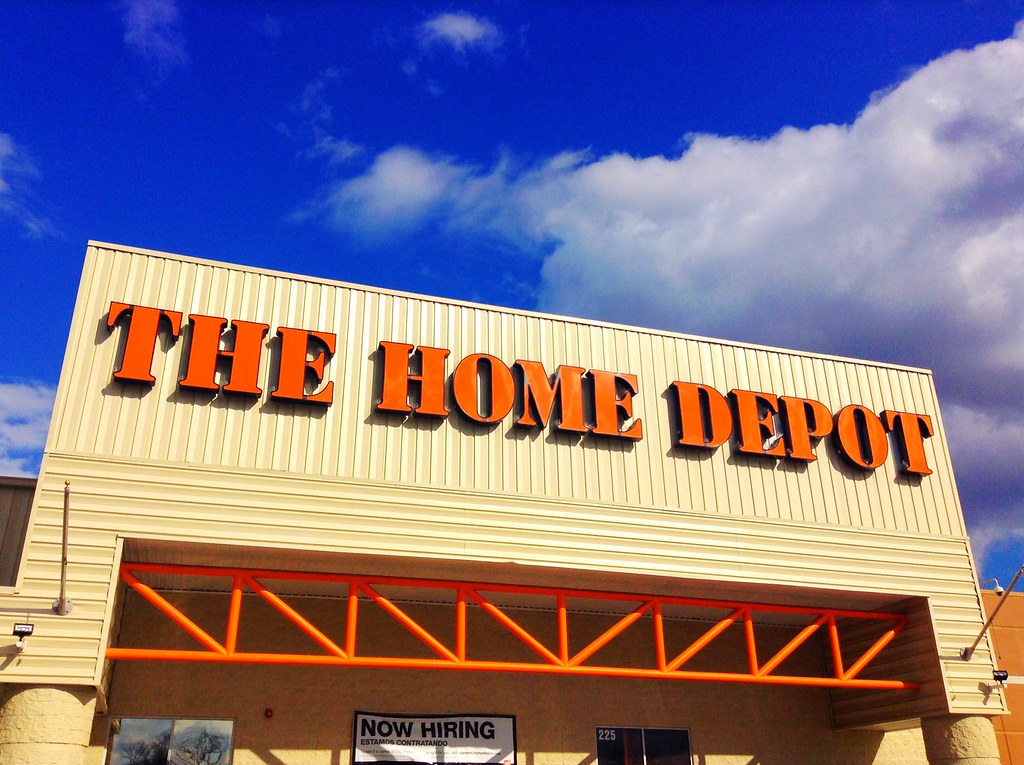 THE HOME DEPOT
NOW HIRING
ESTAMOS CONTRATANDO
225